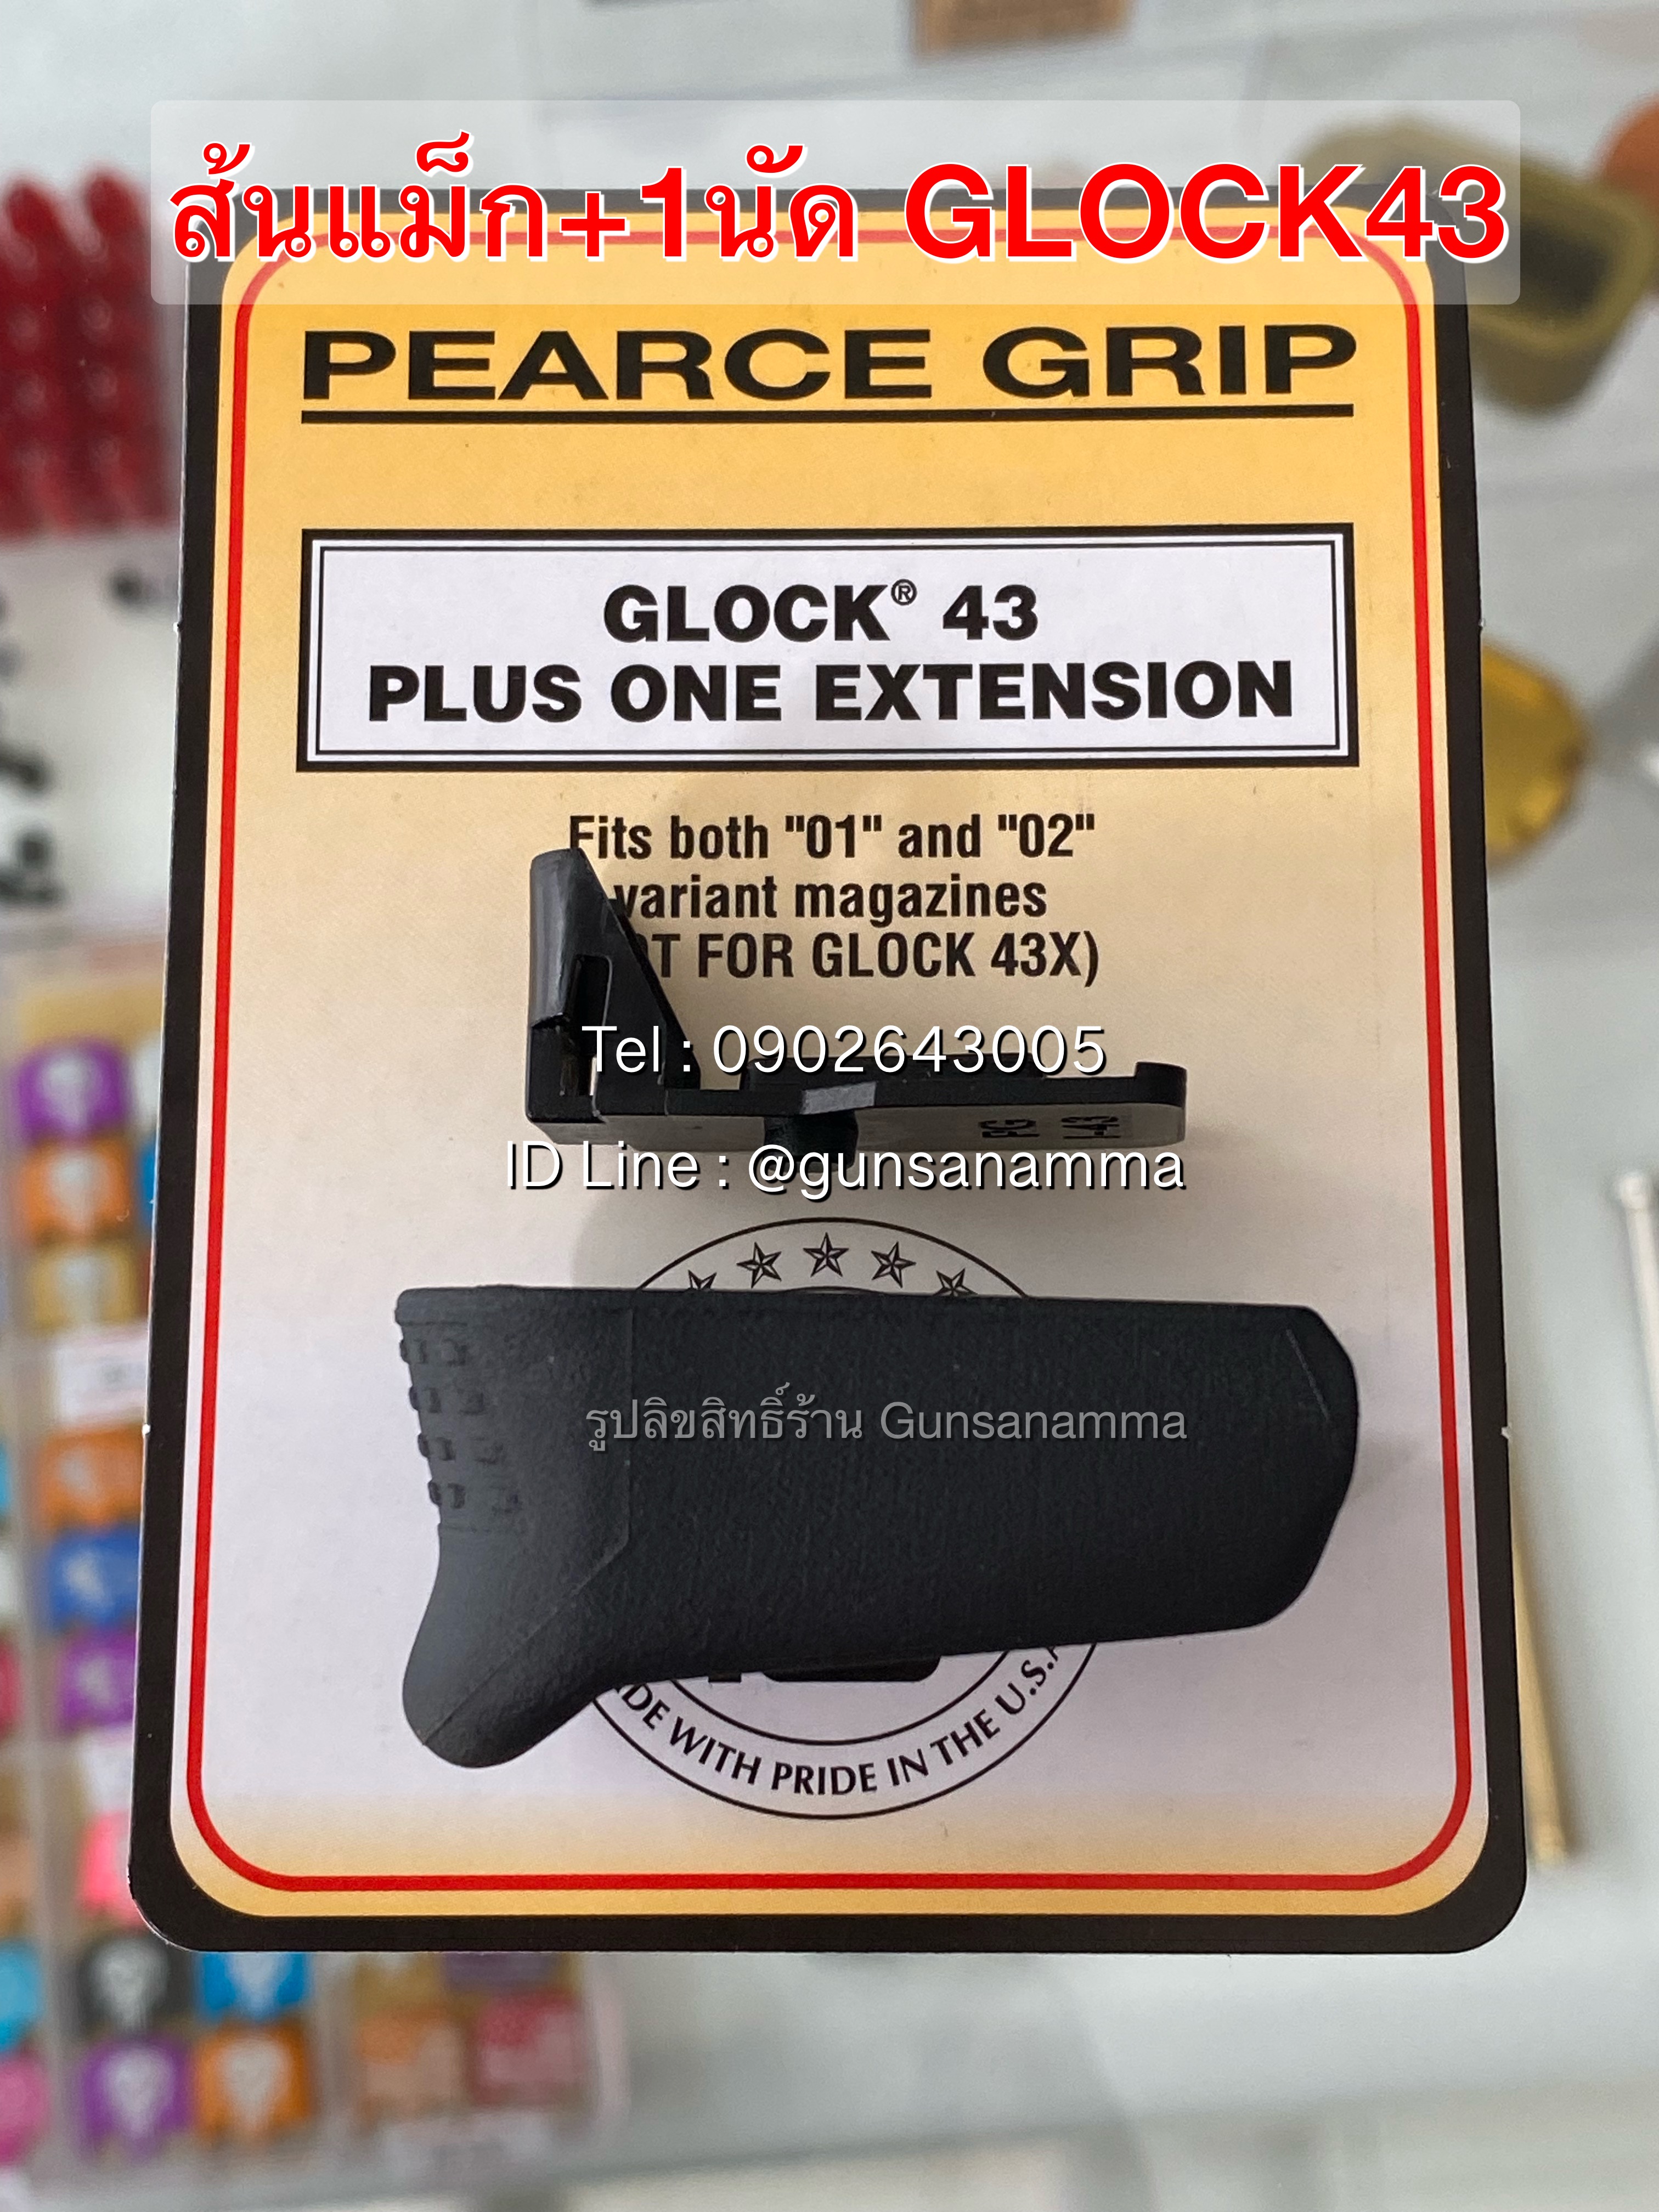 ส้นแม็ก+1นัด GLOCK43
PEARCE GRIP
GLOCK® 43
PLUS ONE EXTENSION
Fits both "01" and "02"
variant magazines
FOR GLOCK 43X)
Tel : 0902643005
PG
I-43
ID Line : @gunsanamma
รูปลิขสิทธิ์ร้าน Gunsanamma
WITH PRIDE IN THE U.S.A